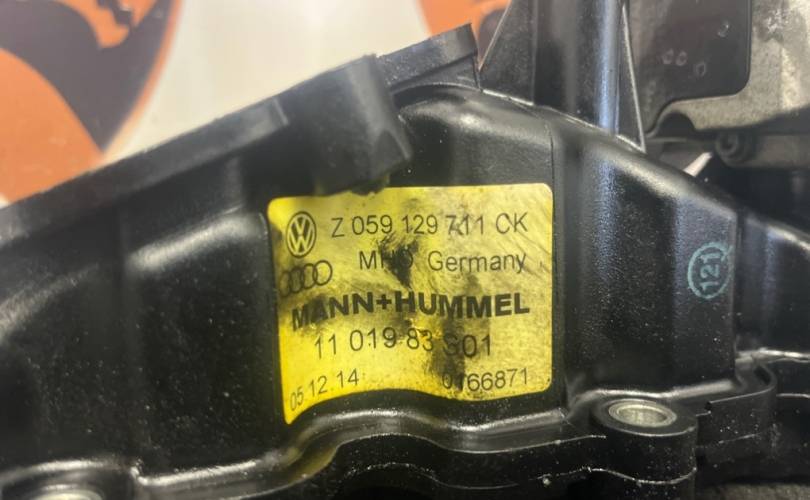 Z 059 129 711 CK
MHD Germany
MANN+HUMMEL
11 019 83 S01
05.12.14 0166871
121